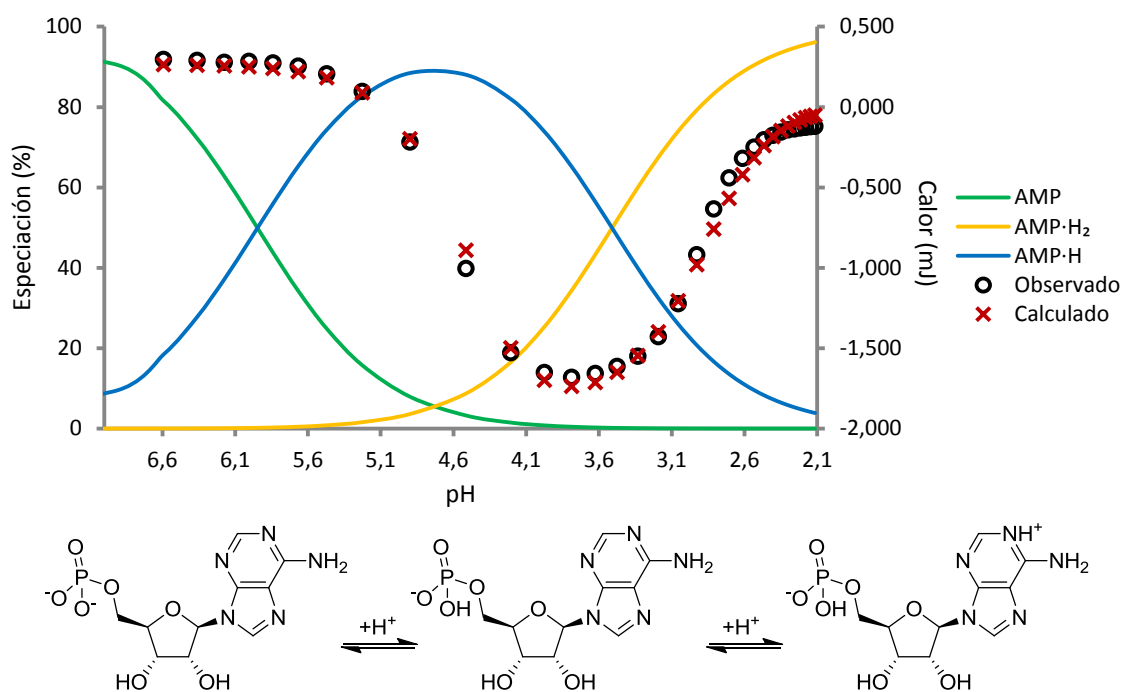 100
80
60
40
20
0
Especiación (%)
0,500
0,000
-0,500
-1,000
-1,500
-2,000
Calor (mJ)
6,6 6,1 5,6 5,1 4,6 4,1 3,6 3,1 2,6 2,1
pH
AMP
AMP·H₂
AMP·H
Observado
Calculado
O
P
⁻O
O⁻
O
O
HO
OH
N
N
NH₂
N
N
+H⁺
O
P
⁻O
OH
O
O
HO
OH
N
N
NH₂
N
N
+H⁺
O
P
⁻O
OH
O
O
HO
OH
N
NH⁺
NH₂
N
N